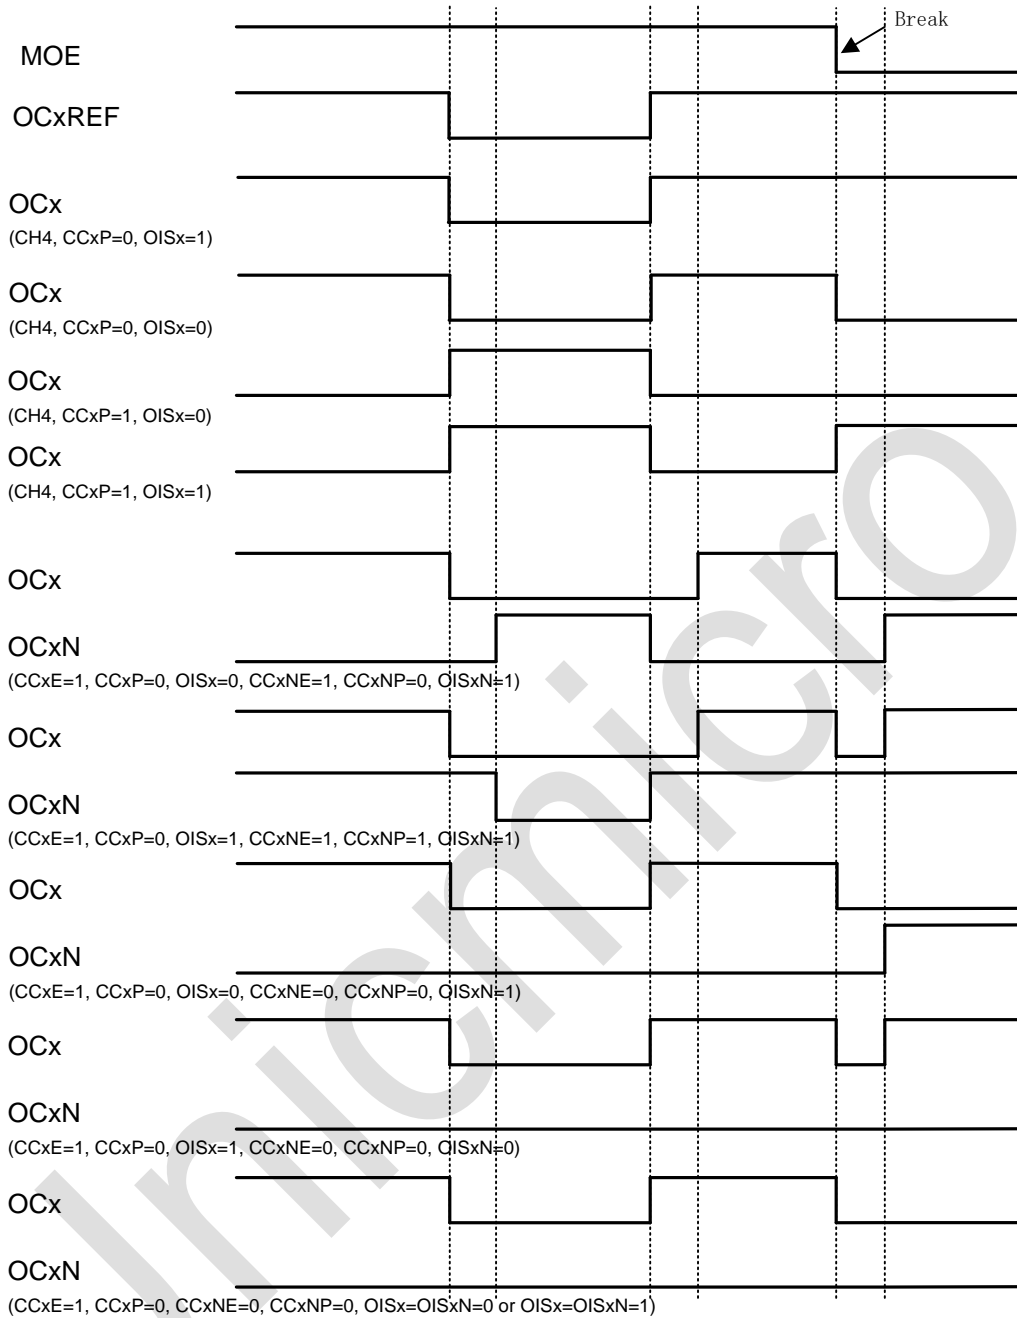 Break
MOE
OCxREF
OCx
(CH4, CCxP=0, OISx=1)
OCx
(CH4, CCxP=0, OISx=0)
OCx
(CH4, CCxP=1, OISx=0)
OCx
(CH4, CCxP=1, OISx=1)
OCx
OCxN
(CCxE=1, CCxP=0, OISx=0, CCxNE=1, CCxNP=0, OISxN=1)
OCx
OCxN
(CCxE=1, CCxP=0, OISx=1, CCxNE=1, CCxNP=1, OISxN=1)
OCx
OCxN
(CCxE=1, CCxP=0, OISx=0, CCxNE=0, CCxNP=0, OISxN=1)
OCx
OCxN
(CCxE=1, CCxP=0, OISx=1, CCxNE=0, CCxNP=0, OISxN=0)
OCx
OCxN
(CCxE=1, CCxP=0, CCxNE=0, CCxNP=0, OISx=OISxN=0 or OISx=OISxN=1)